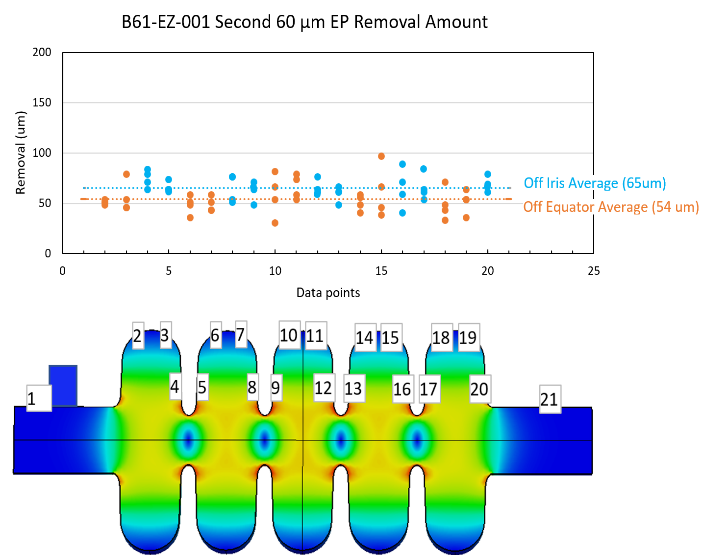 B61-EZ-001 Second 60 µm EP Removal Amount
200
150
100
50
0
Removal (um)
Off Iris Average (65um)
Off Equator Average (54 um)
0 5 10 15 20 25
Data points
2 3 6 7 10 11 14 15 18 19
1 4 5 8 9 12 13 16 17 20 21